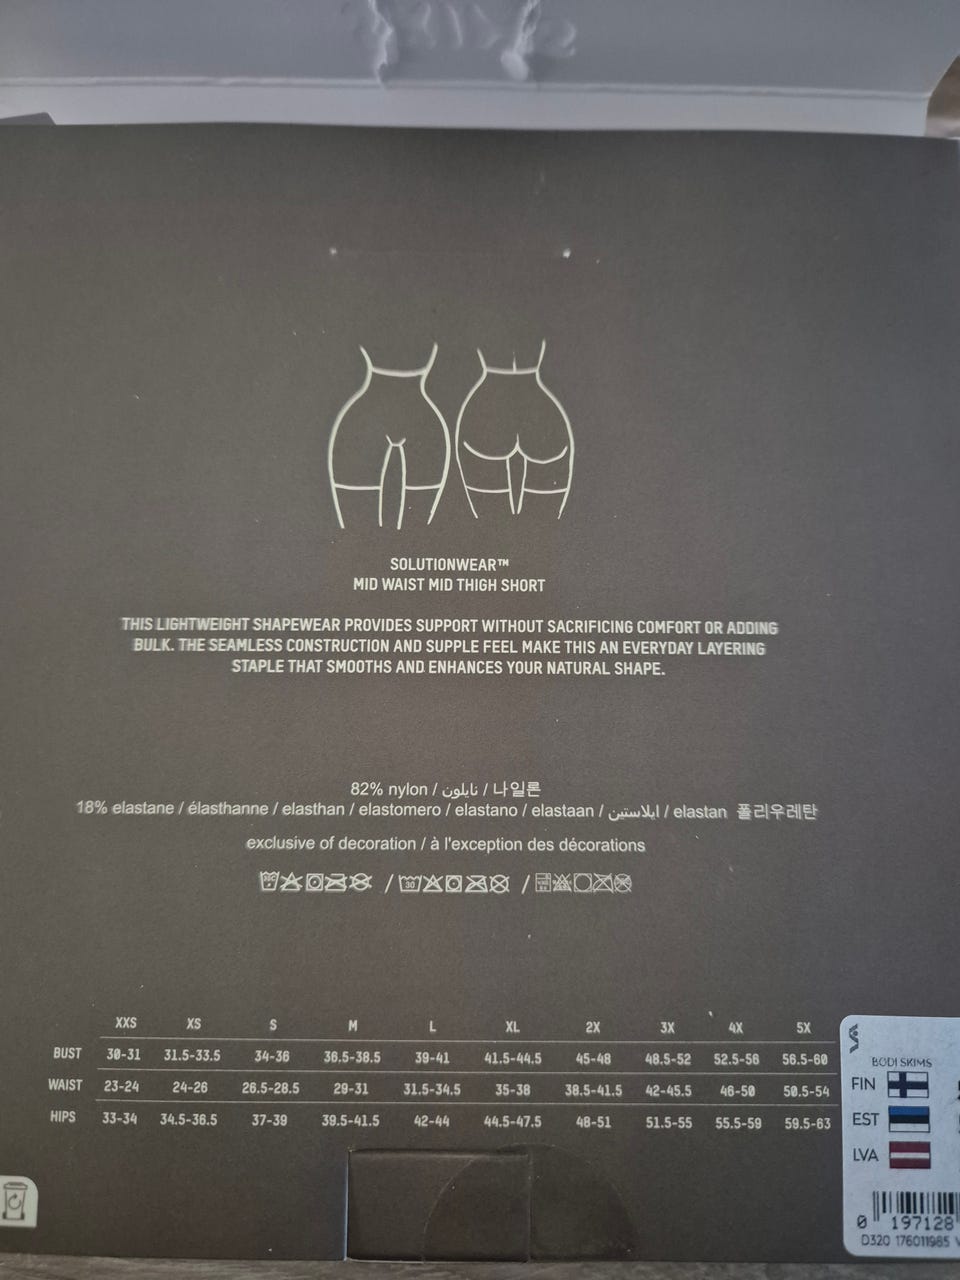 SOLUTIONWEAR™
MID WAIST MID THIGH SHORT
THIS LIGHTWEIGHT SHAPEWEAR PROVIDES SUPPORT WITHOUT SACRIFICING COMFORT OR ADDING
BULK. THE SEAMLESS CONSTRUCTION AND SUPPLE FEEL MAKE THIS AN EVERYDAY LAYERING
STAPLE THAT SMOOTHS AND ENHANCES YOUR NATURAL SHAPE.
82% nylon / نايلون / 나일론
18% elastane / élasthanne / elasthan / elastomero / elastano / elastaan / ايلاستين / elastan 폴리우레탄
exclusive of decoration / à l'exception des décorations
XXS XS S M L XL 2X 3X 4X 5X
BUST 30-31 31.5-33.5 34-36 36.5-38.5 39-41 41.5-44.5 45-48 48.5-52 52.5-56 56.5-60
WAIST 23-24 24-26 26.5-28.5 29-31 31.5-34.5 35-38 38.5-41.5 42-45.5 46-50 50.5-54
HIPS 33-34 34.5-36.5 37-39 39.5-41.5 42-44 44.5-47.5 48-51 51.5-55 55.5-59 59.5-63
BODI SKIMS
FIN
EST
LVA
0 197128
D320 176011985